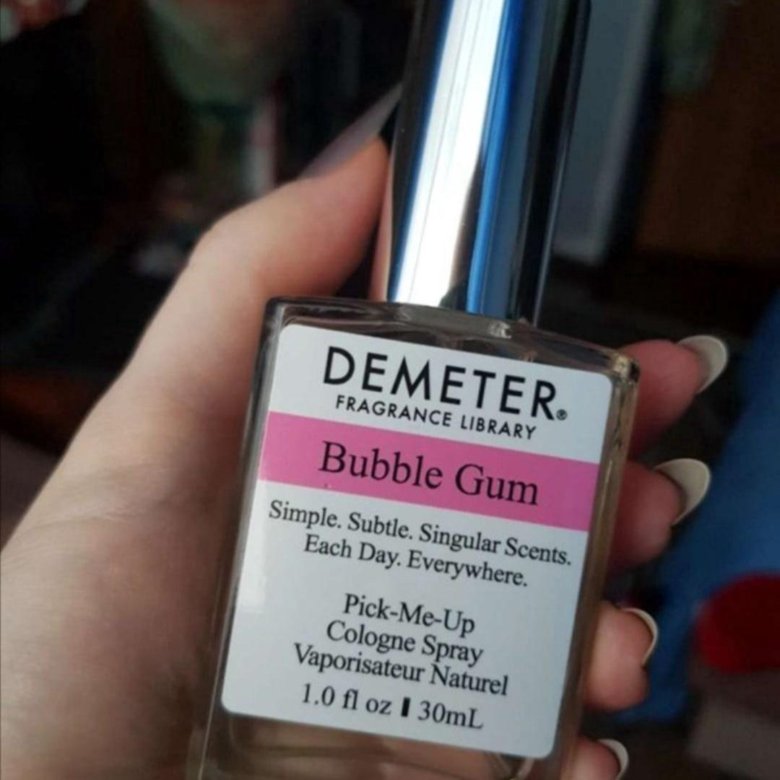 DEMETER®
FRAGRANCE LIBRARY
Bubble Gum
Simple. Subtle. Singular Scents.
Each Day. Everywhere.
Pick-Me-Up
Cologne Spray
Vaporisateur Naturel
1.0 fl oz ▌ 30mL